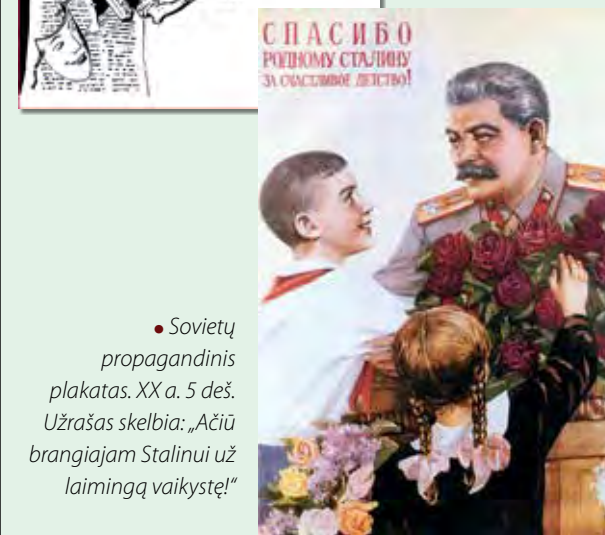 СПАСИБО
РОДНОМУ СТАЛИНУ
ЗА СЧАСТЛИВОЕ ДЕТСТВО!
• Sovietų
propagandinis
plakatas. XX a. 5 deš.
Užrašas skelbia: „Ačiū
brangiajam Stalinui už
laimingą vaikystę!“